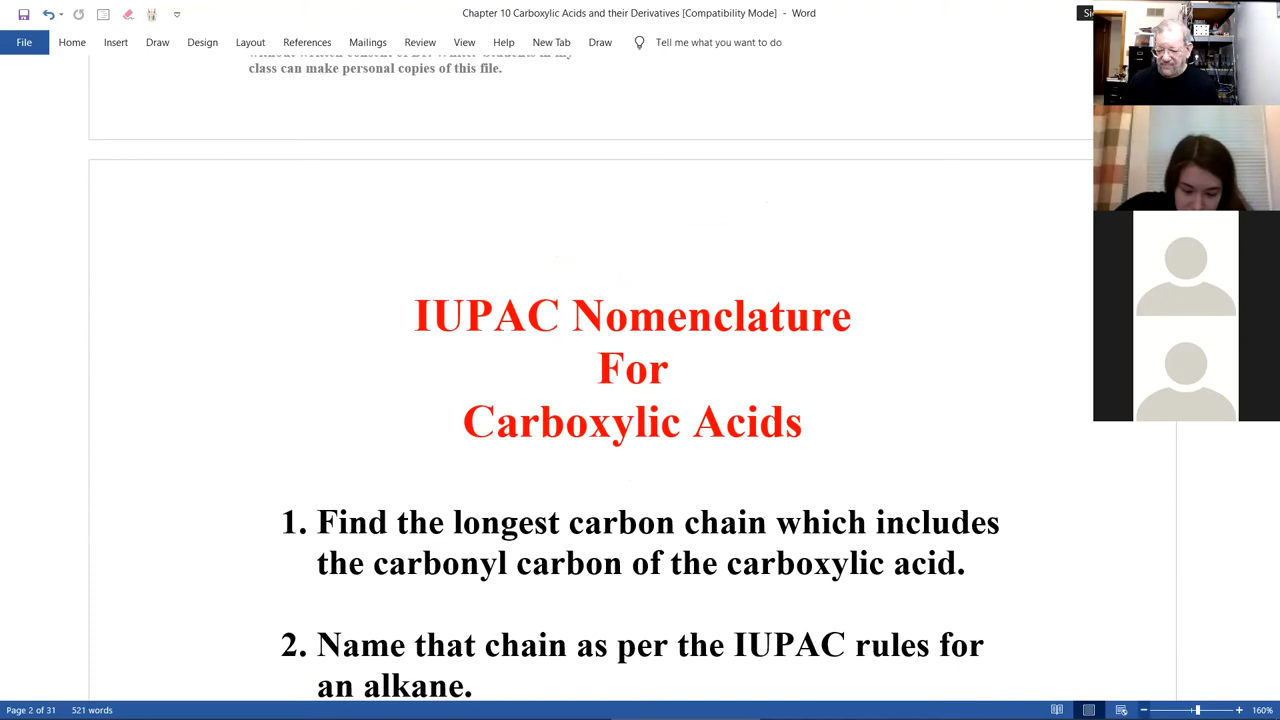 Chapter 10 Carboxylic Acids and their Derivatives [Compatibility Mode] - Word
File Home Insert Draw Design Layout References Mailings Review View Help New Tab Draw Tell me what you want to do
class can make personal copies of this file.
IUPAC Nomenclature
For
Carboxylic Acids
1. Find the longest carbon chain which includes
the carbonyl carbon of the carboxylic acid.
2. Name that chain as per the IUPAC rules for
an alkane.
Page 2 of 31 521 words 160%